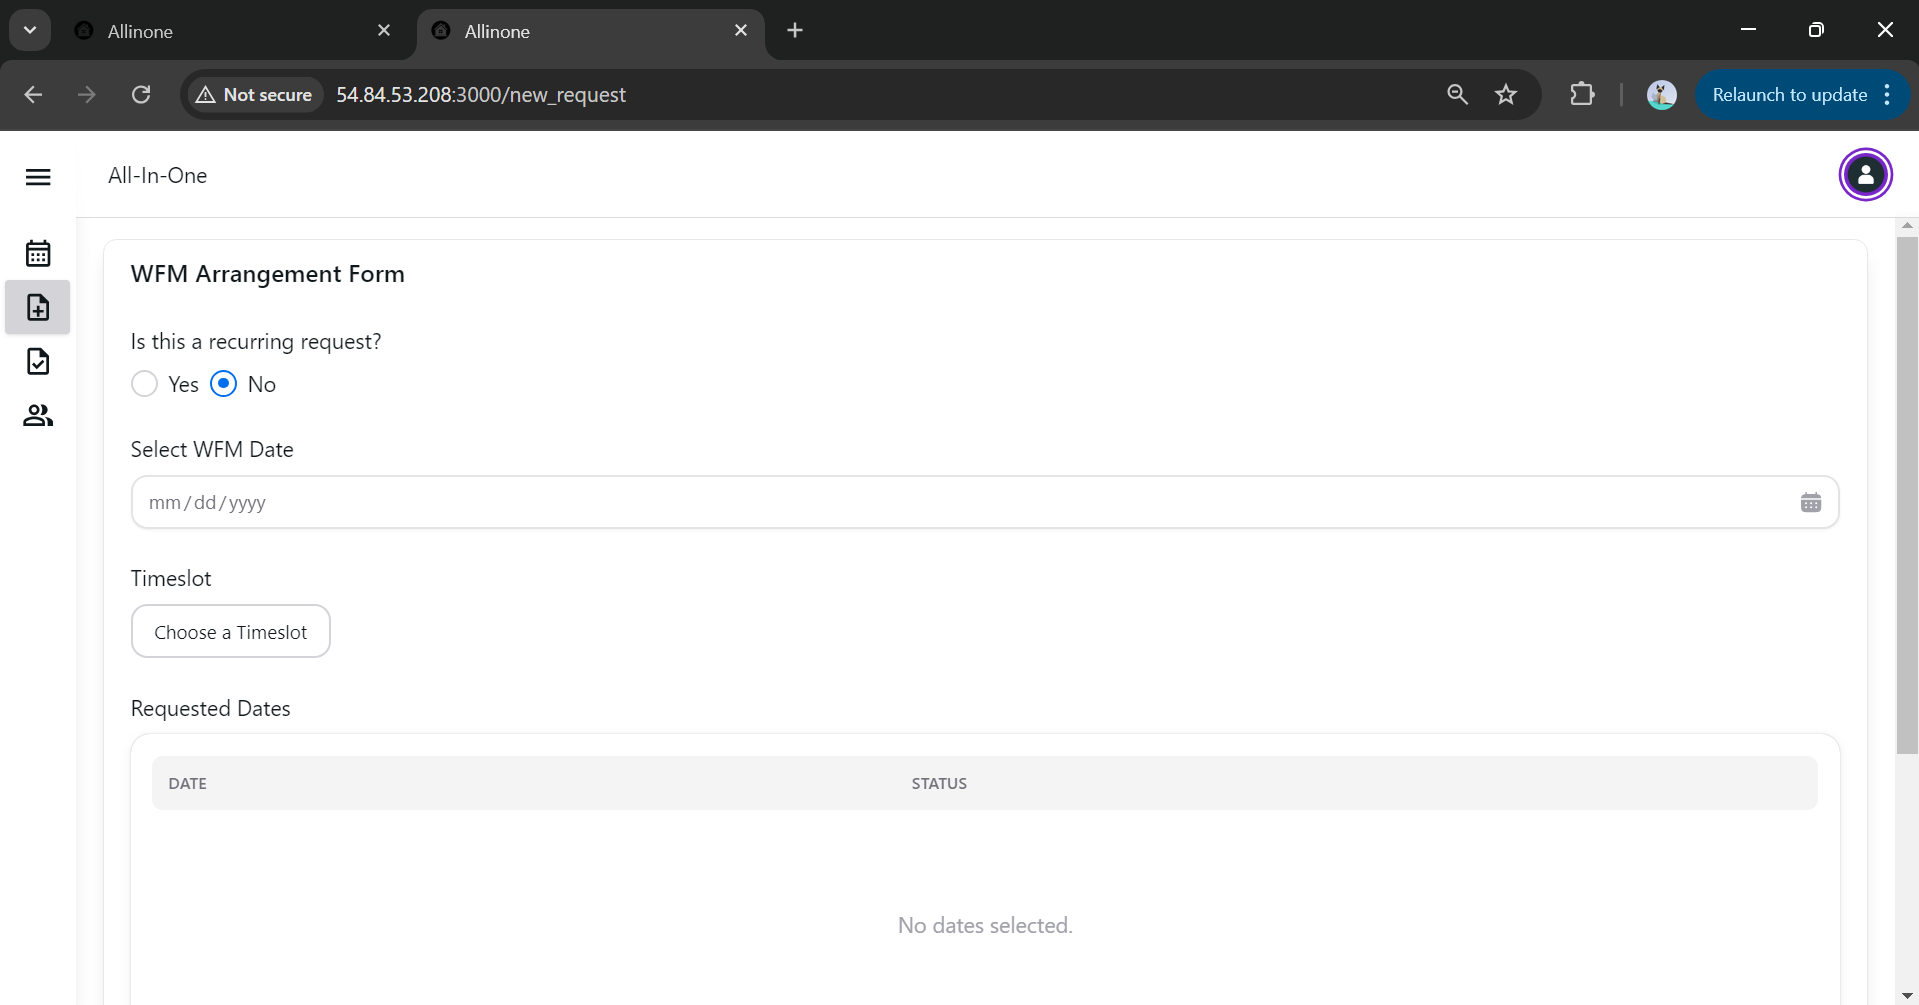 Allinone
Allinone
Not secure
54.84.53.208:3000/new_request
Relaunch to update
All-In-One
WFM Arrangement Form
Is this a recurring request?
Yes
No
Select WFM Date
mm/dd/yyyy
Timeslot
Choose a Timeslot
Requested Dates
DATE
STATUS
No dates selected.